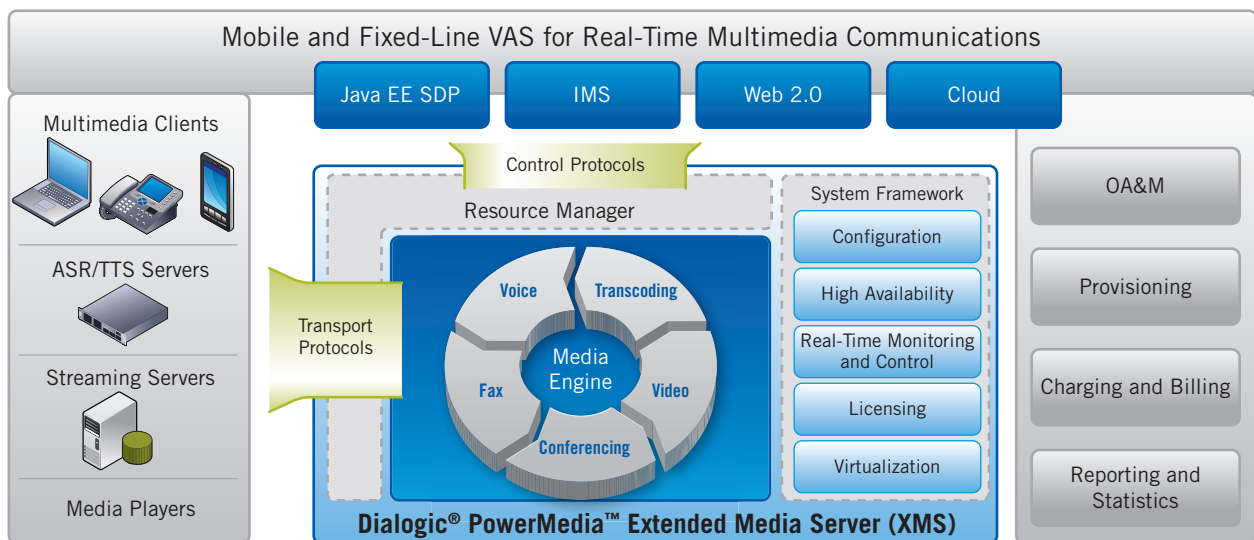 Mobile and Fixed-Line VAS for Real-Time Multimedia Communications
Java EE SDP
IMS
Web 2.0
Cloud
Multimedia Clients
ASR/TTS Servers
Streaming Servers
Media Players
Control Protocols
Resource Manager
Transport
Protocols
Voice
Transcoding
Fax
Video
Conferencing
Media
Engine
System Framework
Configuration
High Availability
Real-Time Monitoring
and Control
Licensing
Virtualization
Dialogic® PowerMedia™ Extended Media Server (XMS)
OA&M
Provisioning
Charging and Billing
Reporting and
Statistics